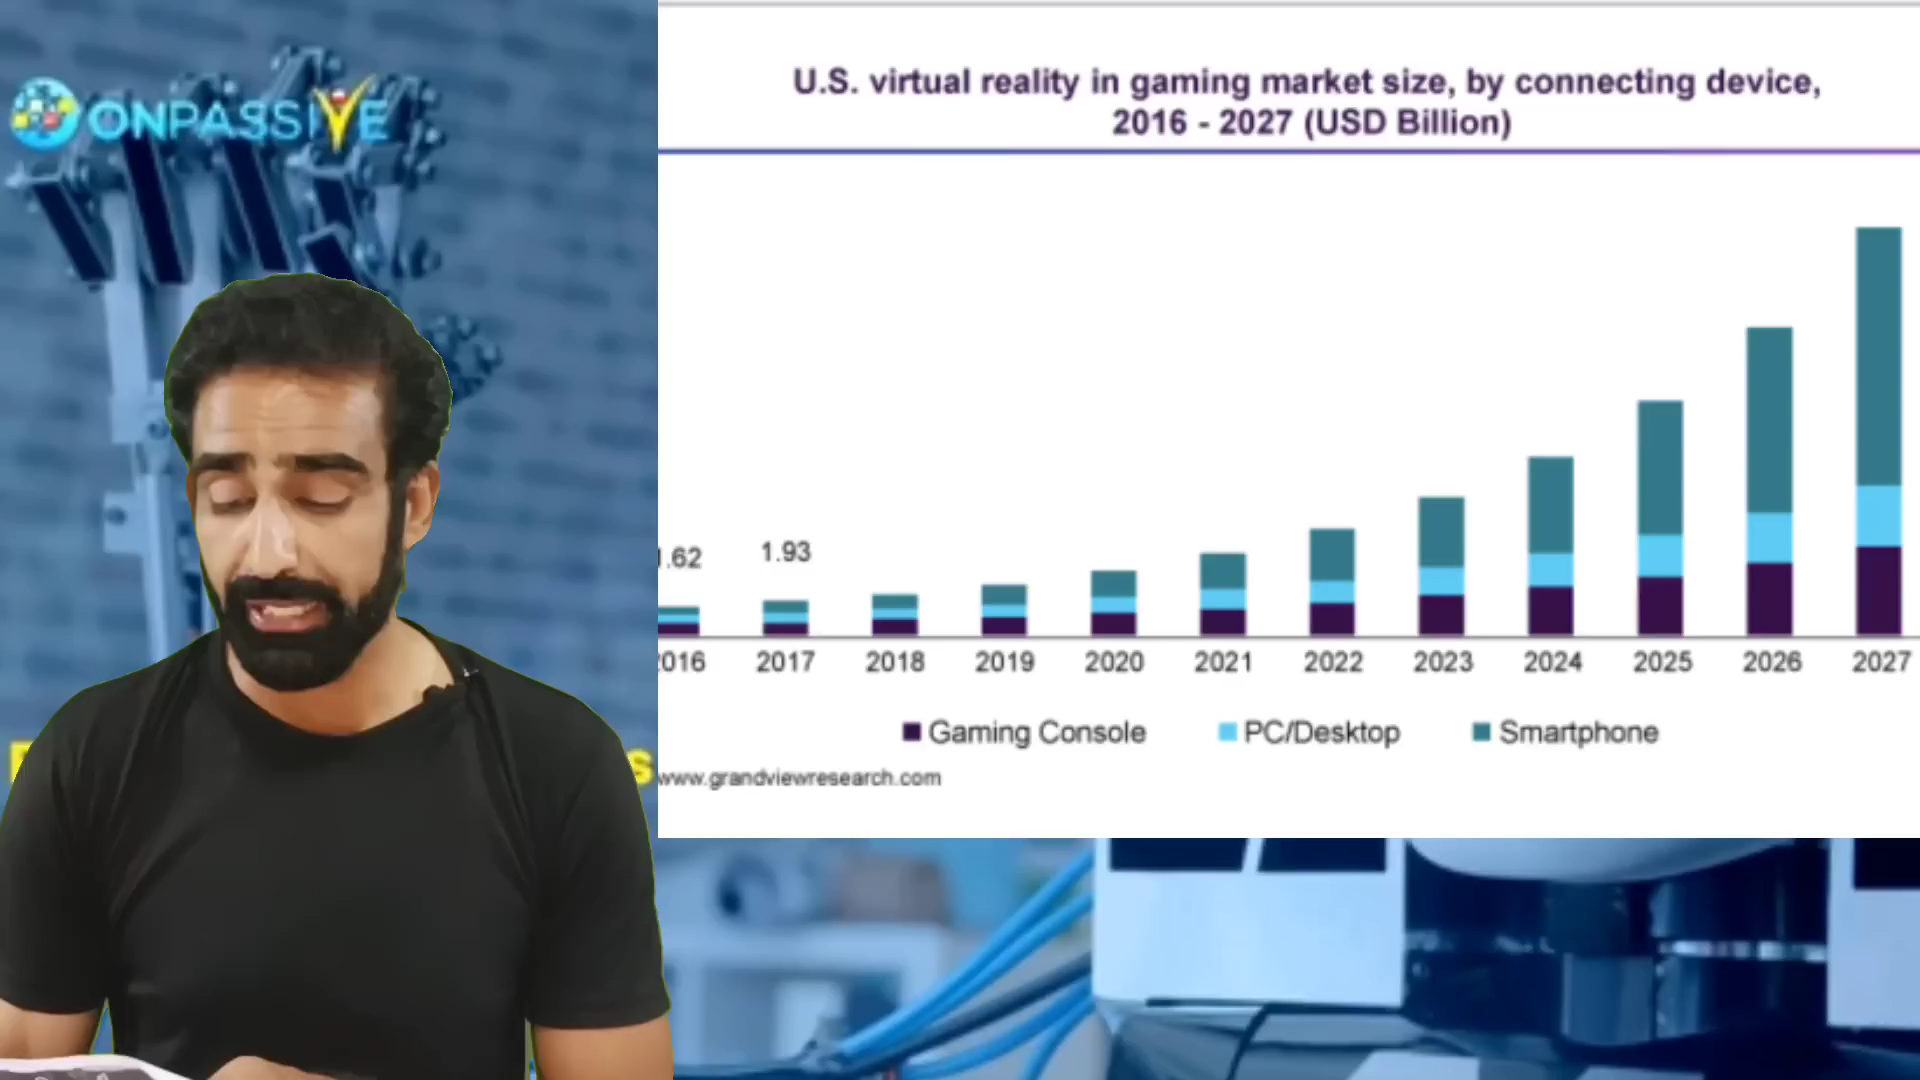 ONPASSIVE
U.S. virtual reality in gaming market size, by connecting device,
2016 - 2027 (USD Billion)
.62 1.93
2016 2017 2018 2019 2020 2021 2022 2023 2024 2025 2026 2027
Gaming Console PC/Desktop Smartphone
www.grandviewresearch.com